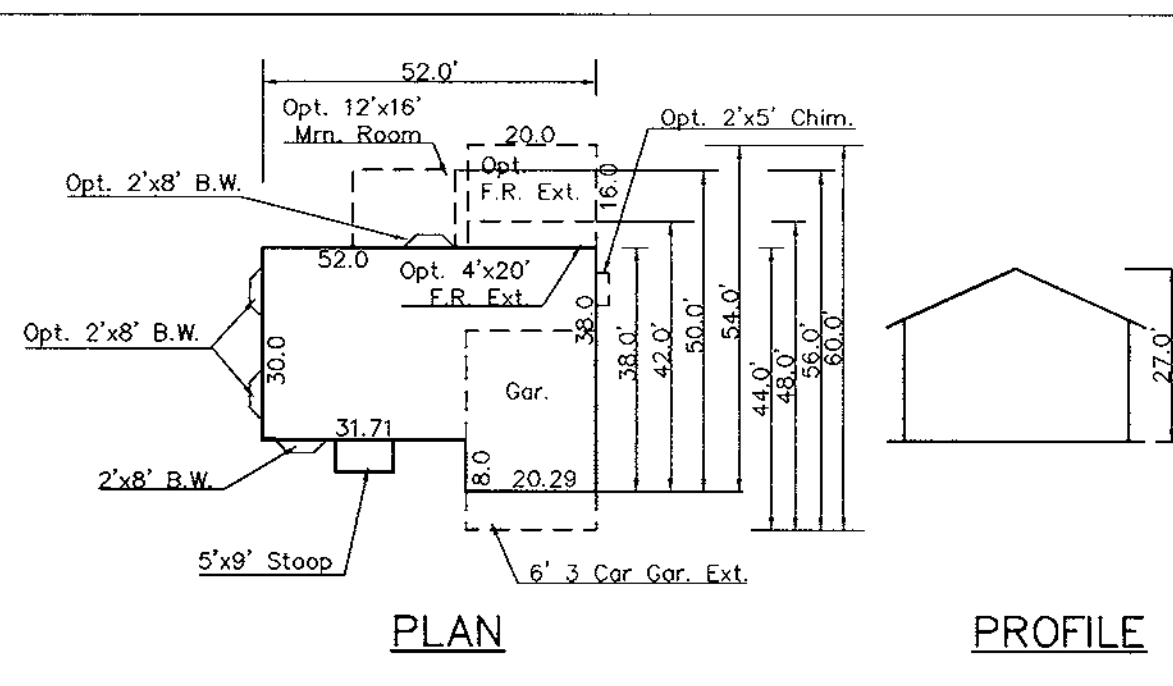 52.0'
Opt. 12'x16'
Mrn. Room
20.0
Opt. 2'x5' Chim.
Opt.
F.R. Ext.
16.0
Opt. 2'x8' B.W.
52.0
Opt. 4'x20'
F.R. Ext.
38.0
Opt. 2'x8' B.W.
30.0
Gar.
38.0'
42.0'
50.0'
54.0'
44.0'
48.0'
56.0'
60.0'
27.0'
31.71
8.0
20.29
2'x8' B.W.
5'x9' Stoop
6' 3 Car Gar. Ext.
PLAN
PROFILE